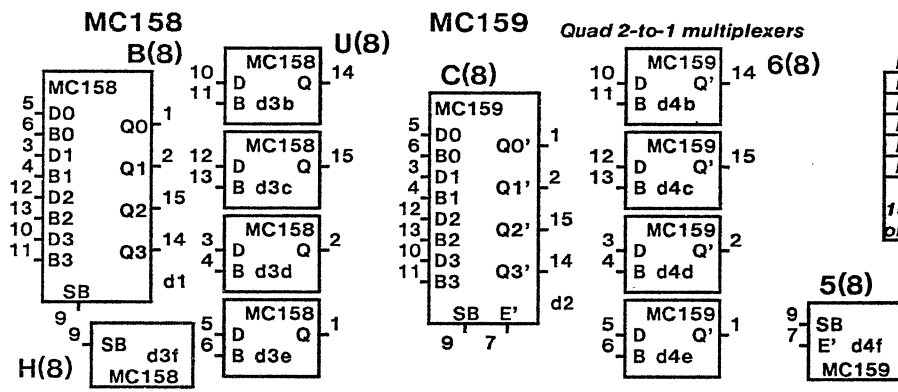 MC158
B(8)
MC158
5 D0
6 B0
3 D1
4 B1
12 D2
13 B2
10 D3
11 B3
Q0 1
Q1 2
Q2 15
Q3 14
SB
9
d1
H(8)
9 SB
d3f
MC158
U(8)
MC158
10 D Q 14
11 B d3b
MC158
12 D Q 15
13 B d3c
MC158
3 D Q 2
4 B d3d
MC158
5 D Q 1
6 B d3e
MC159
Quad 2-to-1 multiplexers
C(8)
MC159
5 D0
6 B0
3 D1
4 B1
12 D2
13 B2
10 D3
11 B3
Q0' 1
Q1' 2
Q2' 15
Q3' 14
SB E'
9 7
d2
6(8)
MC159
10 D Q' 14
11 B d4b
MC159
12 D Q' 15
13 B d4c
MC159
3 D Q' 2
4 B d4d
MC159
5 D Q' 1
6 B d4e
5(8)
9 SB
7 E' d4f
MC159